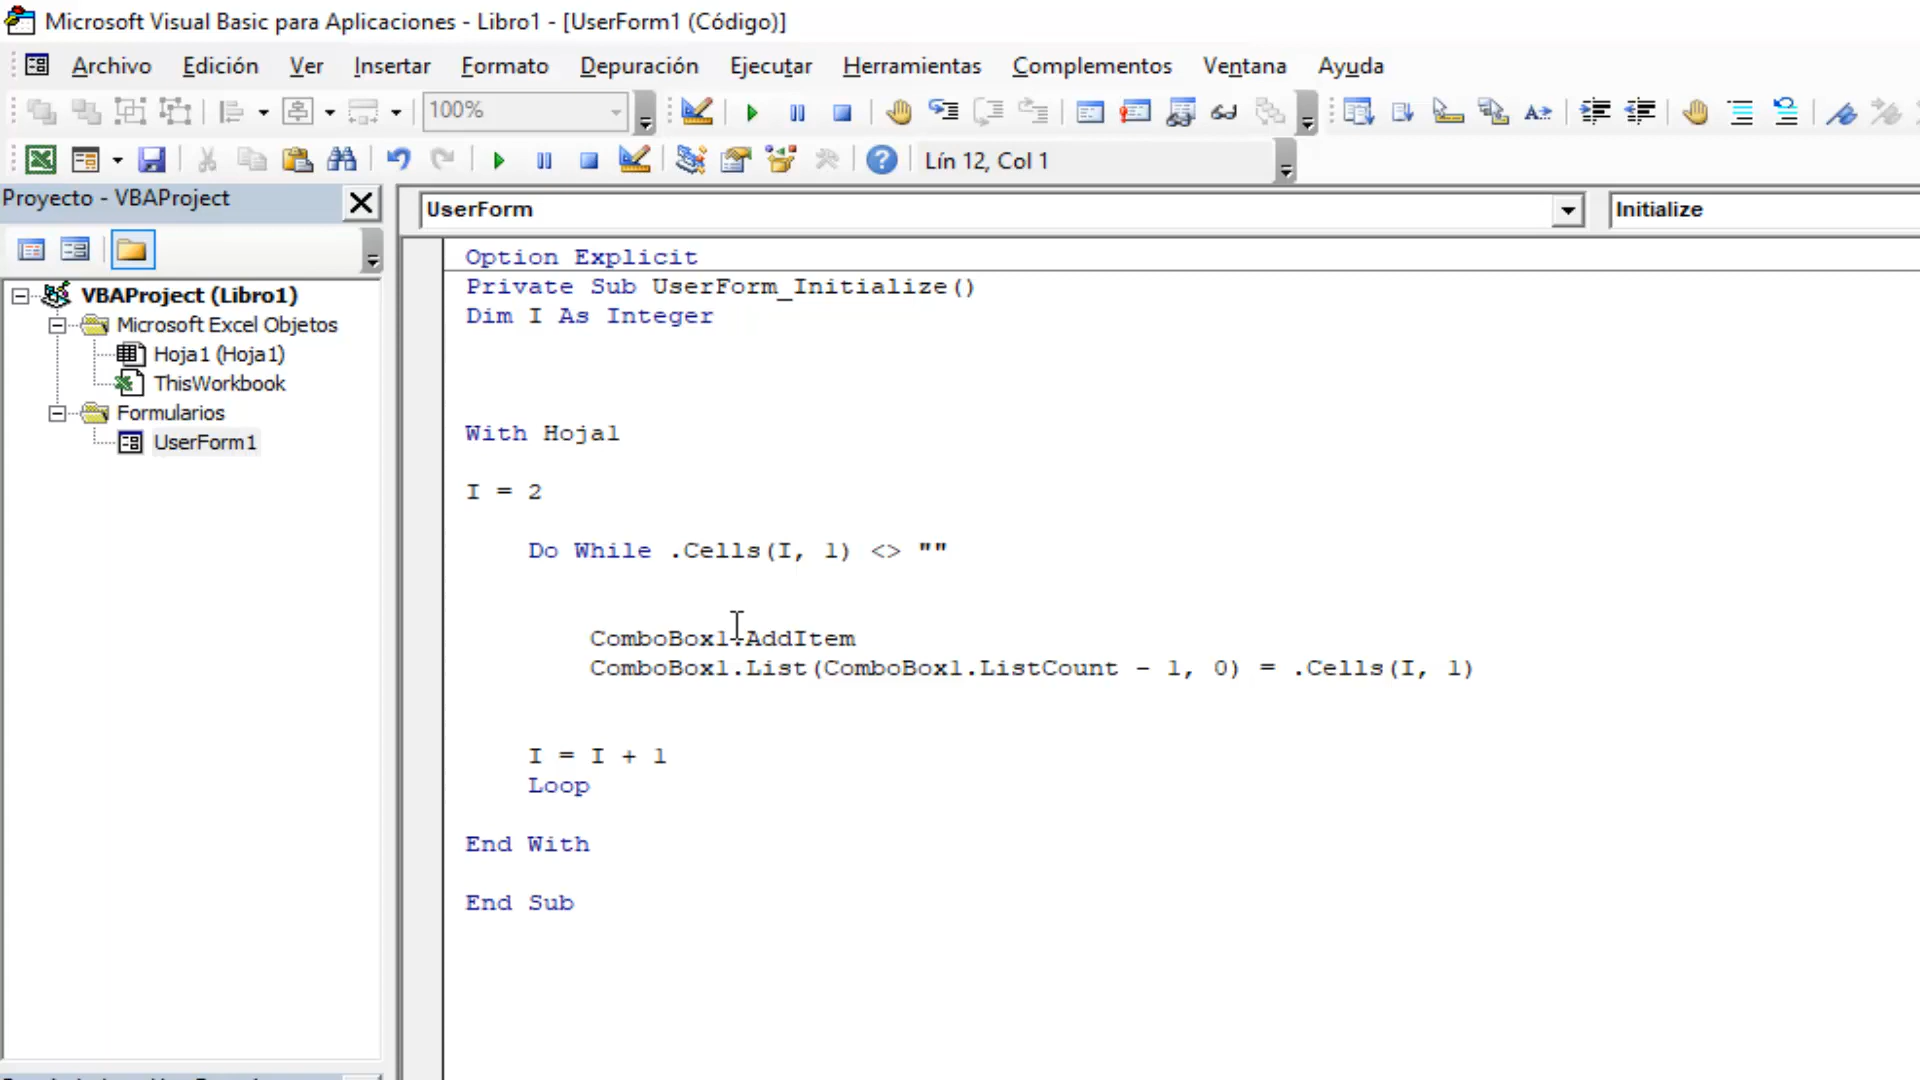 Microsoft Visual Basic para Aplicaciones - Libro1 - [UserForm1 (Código)]
Archivo Edición Ver Insertar Formato Depuración Ejecutar Herramientas Complementos Ventana Ayuda
100%
Lín 12, Col 1
Proyecto - VBAProject
UserForm
Initialize
VBAProject (Libro1)
Microsoft Excel Objetos
Hoja1 (Hoja1)
ThisWorkbook
Formularios
UserForm1
Option Explicit
Private Sub UserForm_Initialize()
Dim I As Integer
With Hoja1
I = 2
Do While .Cells(I, 1) <> ""
ComboBox1.AddItem
ComboBox1.List(ComboBox1.ListCount - 1, 0) = .Cells(I, 1)
I = I + 1
Loop
End With
End Sub